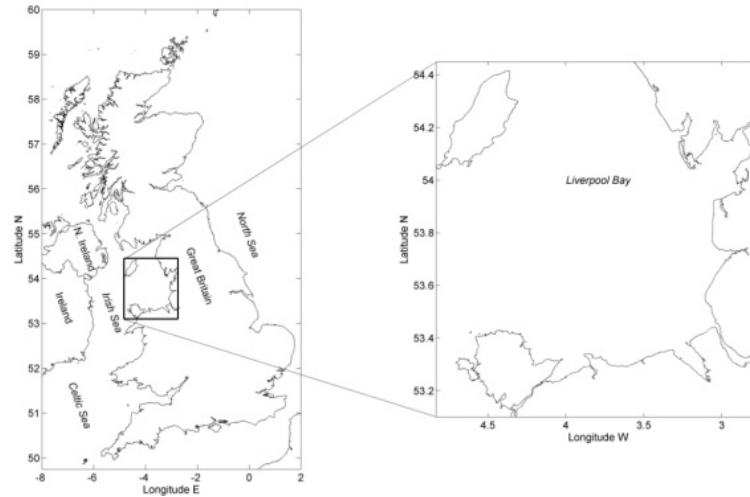 60
59
58
57
56
55
54
53
52
51
50
-8
-6
-4
-2
0
2
Latitude N
Longitude E
North Sea
N. Ireland
Great Britain
Ireland
Irish Sea
Celtic Sea
54.4
54.2
54
53.8
53.6
53.4
53.2
4.5
4
3.5
3
Latitude N
Longitude W
Liverpool Bay